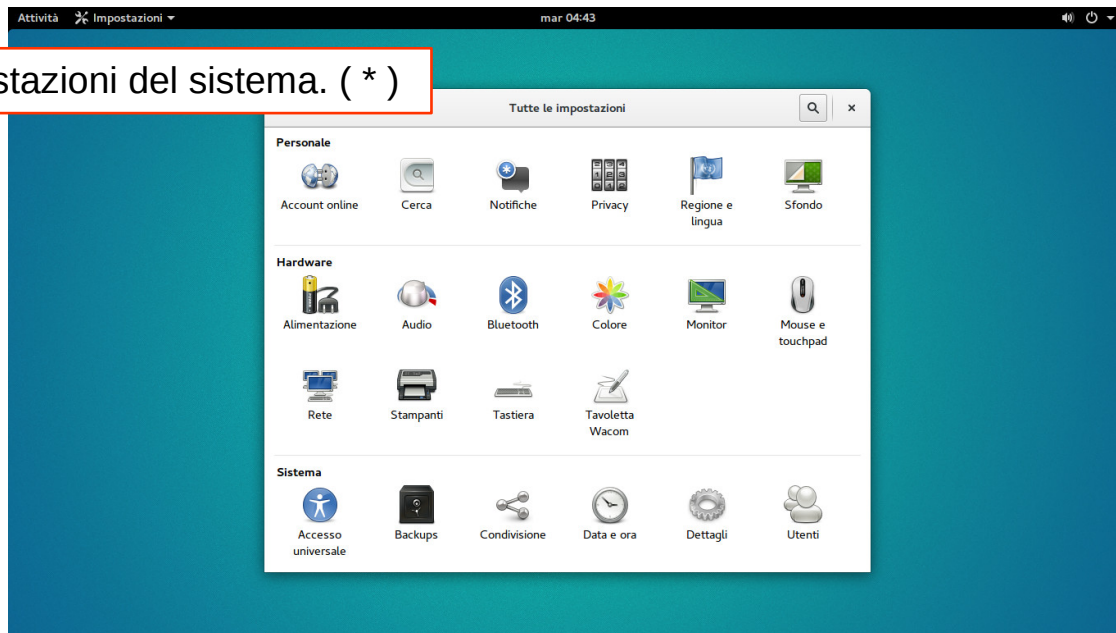 Attività Impostazioni mar 04:43
stazioni del sistema. ( * )
Tutte le impostazioni
Personale
Account online Cerca Notifiche Privacy Regione e lingua Sfondo
Hardware
Alimentazione Audio Bluetooth Colore Monitor Mouse e touchpad
Rete Stampanti Tastiera Tavoletta Wacom
Sistema
Accesso universale Backups Condivisione Data e ora Dettagli Utenti